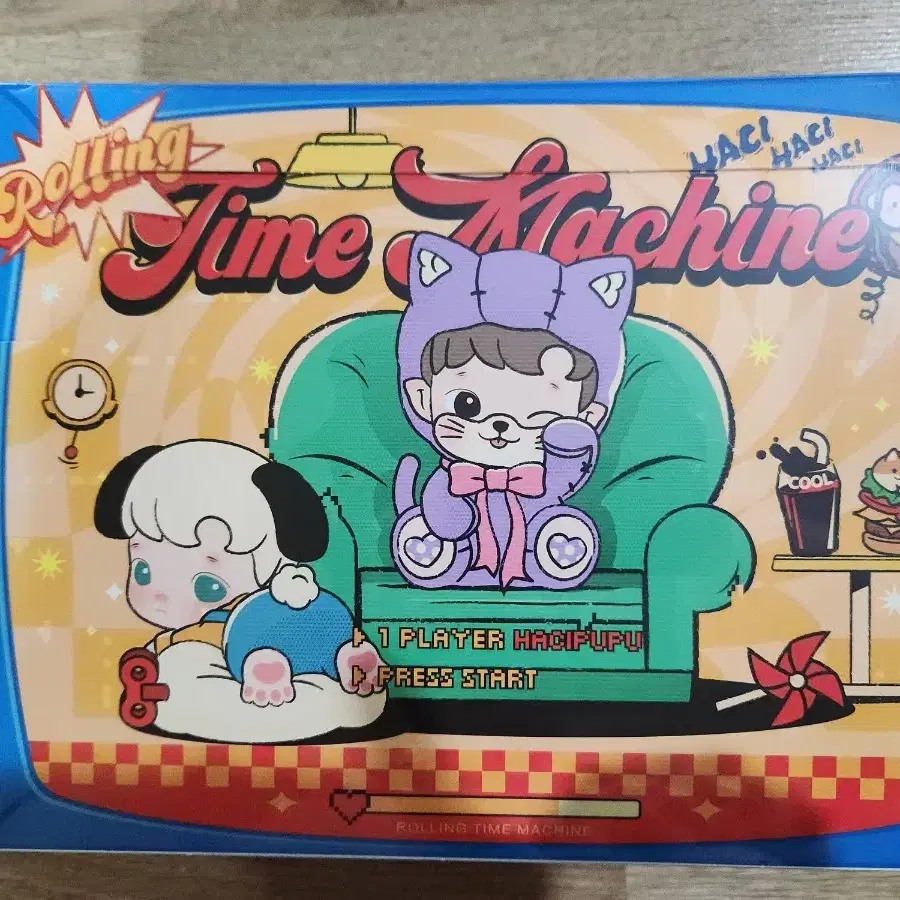 Rolling
Time Machine
HACI HACI HACI
COOL
1 PLAYER HACIPUPU
PRESS START
ROLLING TIME MACHINE